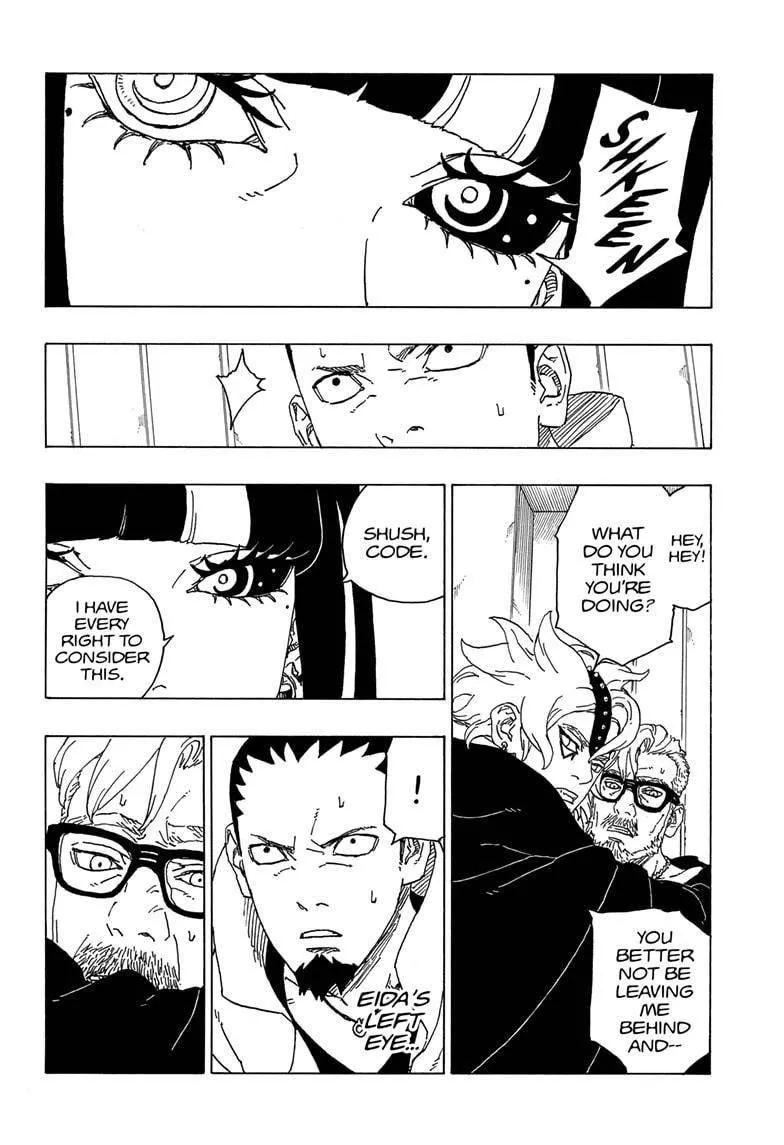 SHKEEN
HEY,
HEY!
WHAT
DO YOU
THINK
YOU'RE
DOING?
YOU
BETTER
NOT BE
LEAVING
ME
BEHIND
AND--
SHUSH,
CODE.
I HAVE
EVERY
RIGHT TO
CONSIDER
THIS.
!
EIDA'S
LEFT
EYE...